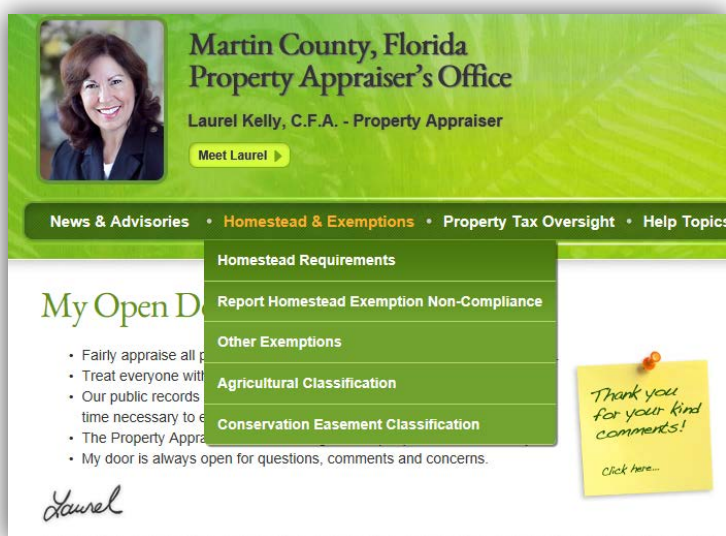 Martin County, Florida
Property Appraiser's Office
Laurel Kelly, C.F.A. - Property Appraiser
Meet Laurel
News & Advisories • Homestead & Exemptions • Property Tax Oversight • Help Topics
Homestead Requirements
Report Homestead Exemption Non-Compliance
Other Exemptions
Agricultural Classification
Conservation Easement Classification
My Open
• Fairly appraise all
• Treat everyone
• Our public records
time necessary to
• The Property
• My door is always open for questions, comments and concerns.
Laurel
Thank you
for your kind
comments!
Click here...